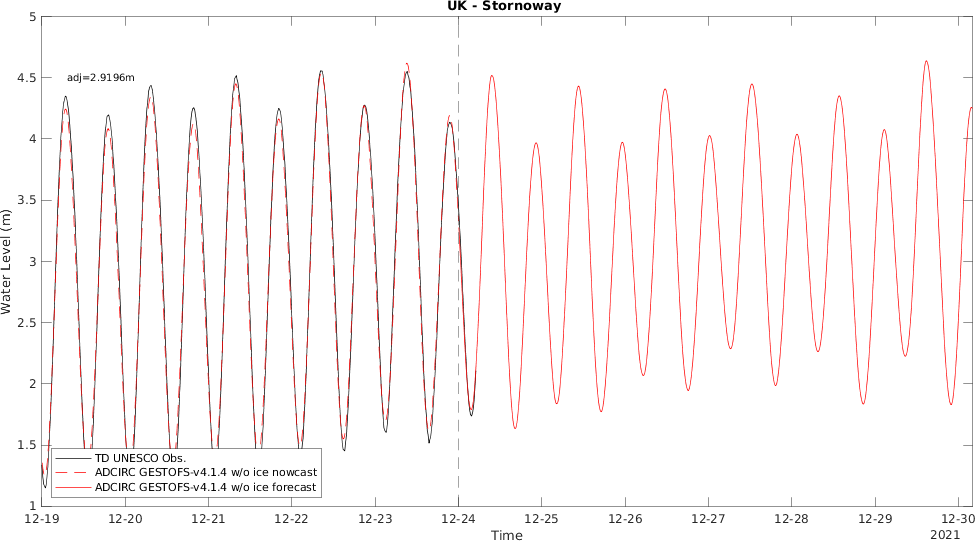 UK - Stornoway
5
4.5
4
3.5
3
2.5
2
1.5
1
Water Level (m)
adj=2.9196m
TD UNESCO Obs.
ADCIRC GESTOFS-v4.1.4 w/o ice nowcast
ADCIRC GESTOFS-v4.1.4 w/o ice forecast
12-19 12-20 12-21 12-22 12-23 12-24 12-25 12-26 12-27 12-28 12-29 12-30
Time
2021